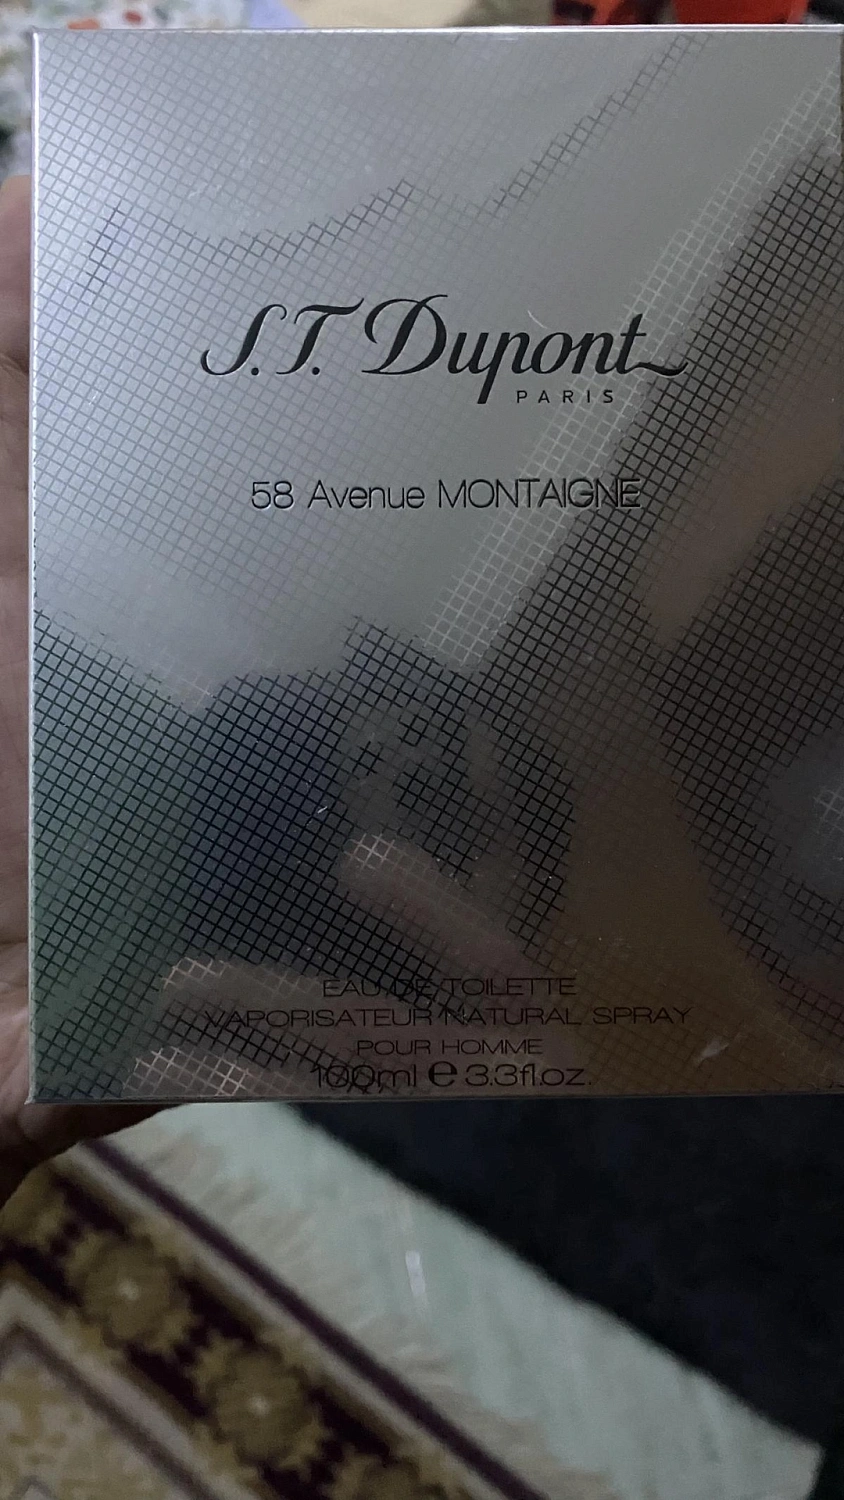 S.T. Dupont
PARIS
58 Avenue MONTAIGNE
EAU DE TOILETTE
VAPORISATEUR NATURAL SPRAY
POUR HOMME
100ml e 3.3fl.oz.